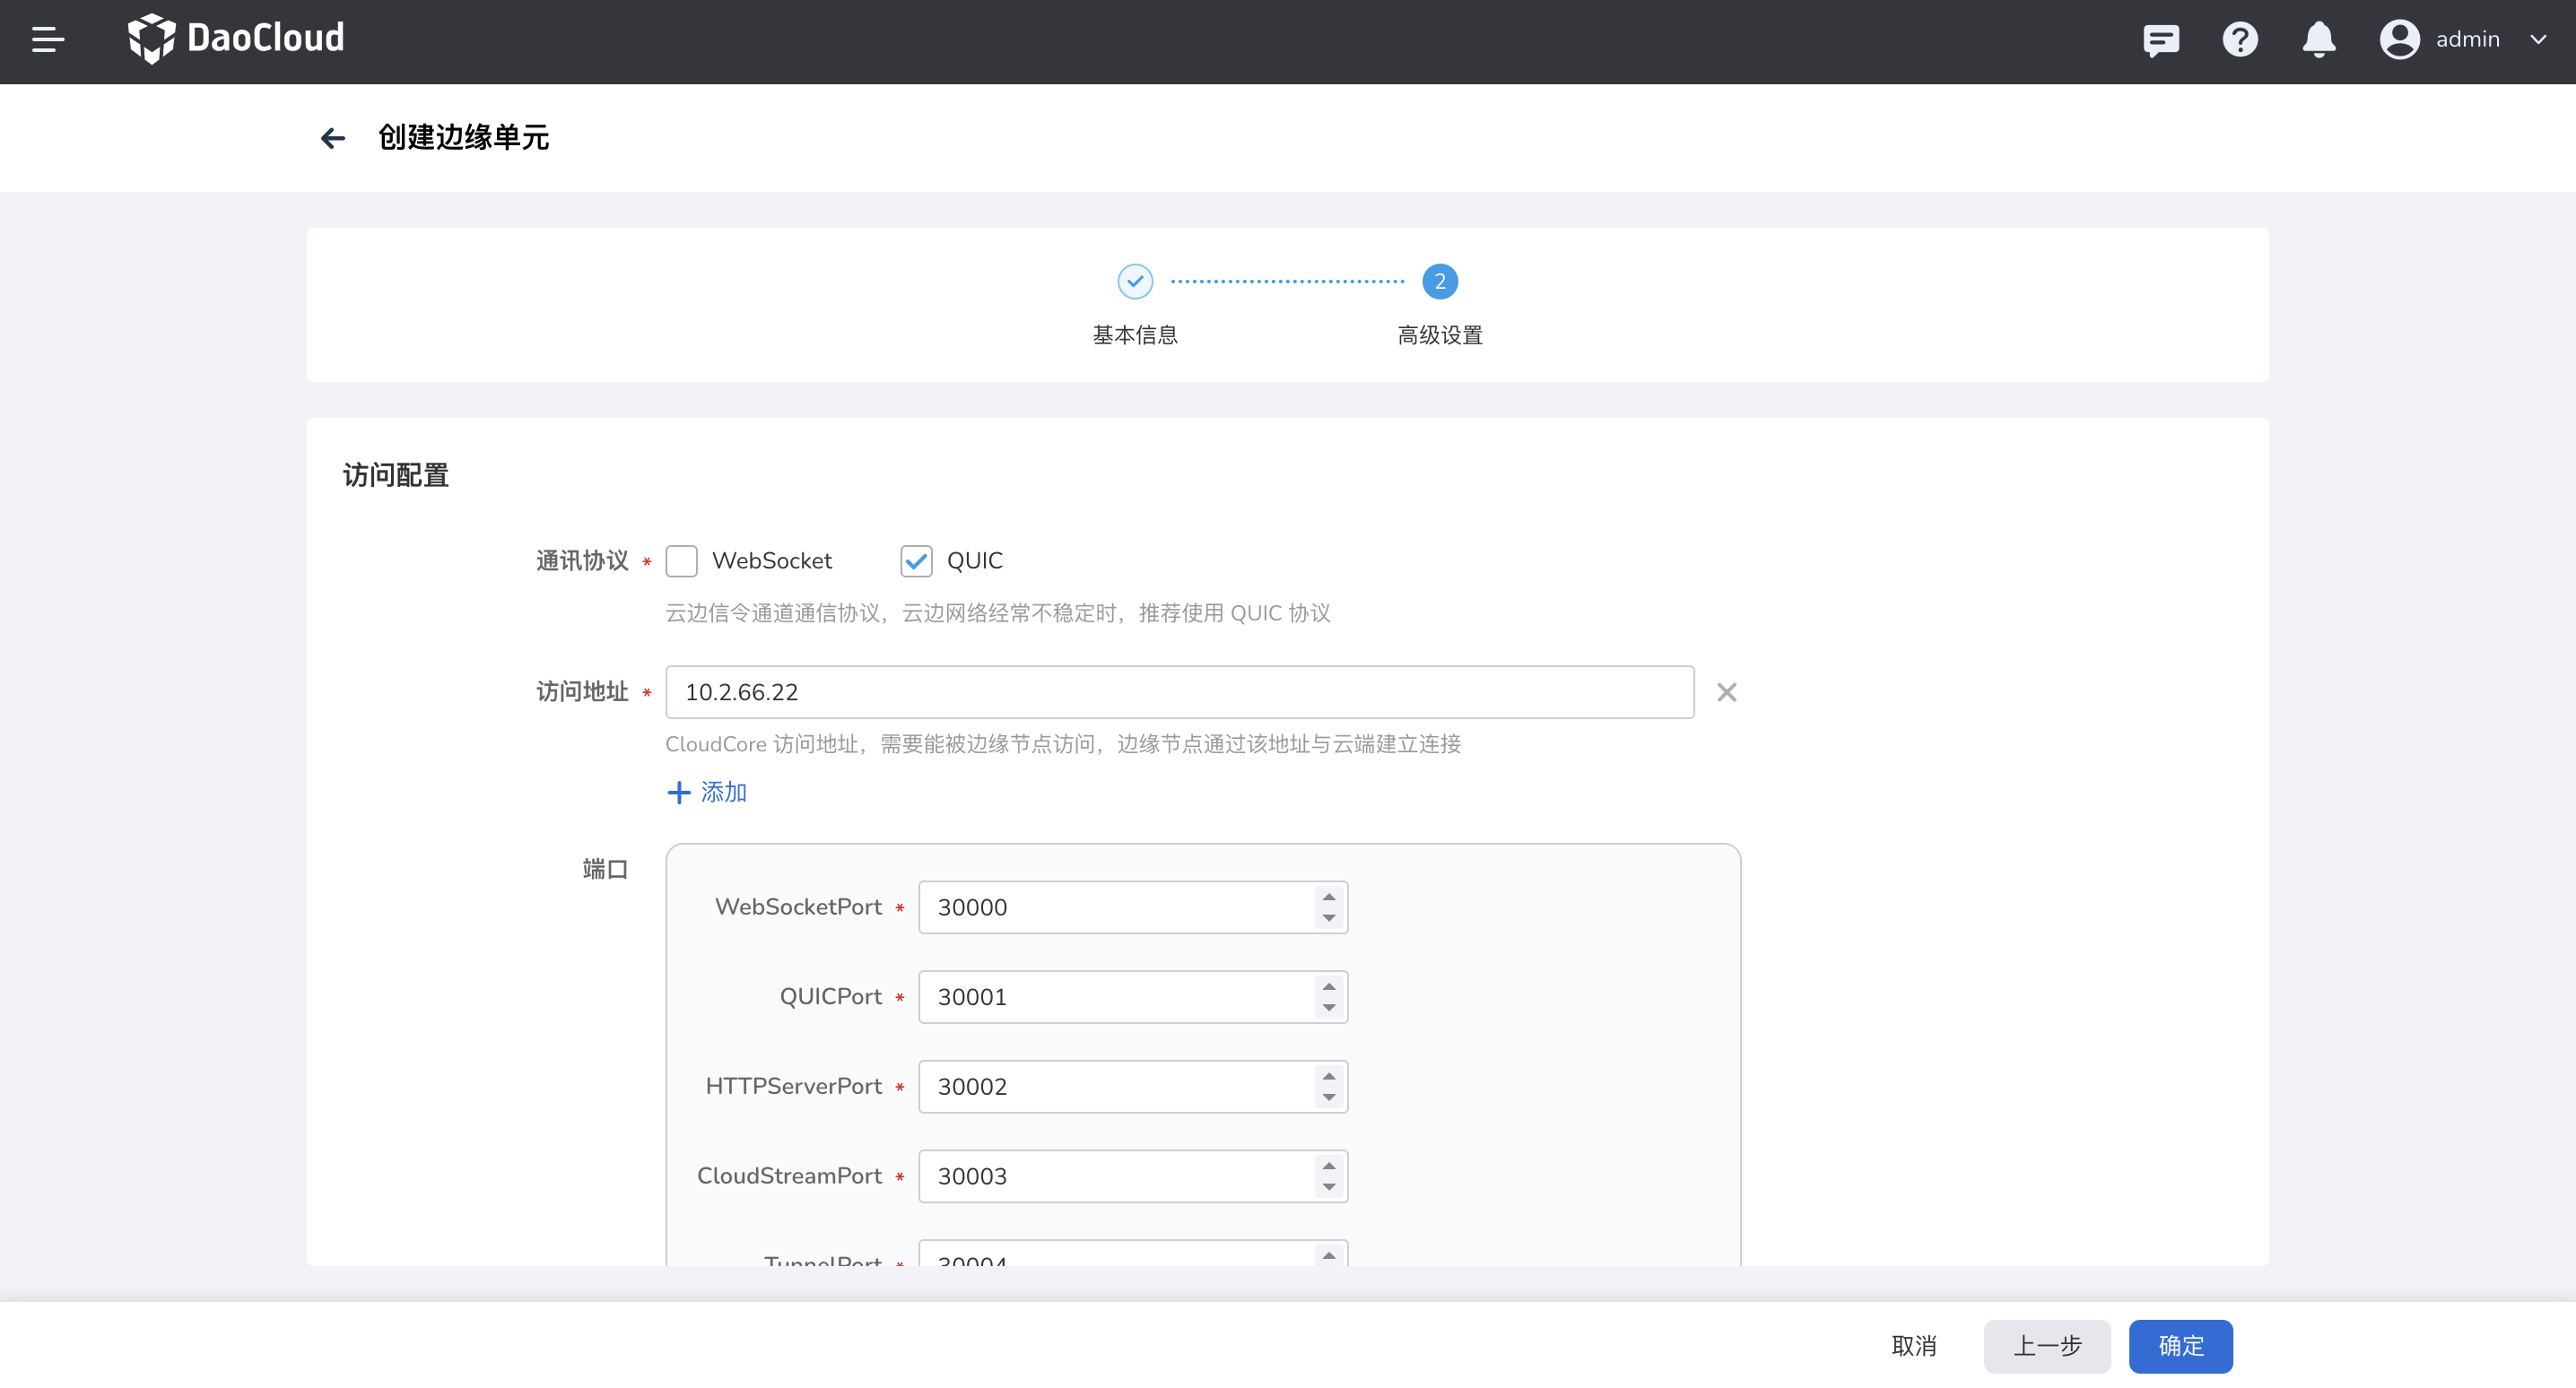 DaoCloud
admin
创建边缘单元
2
基本信息
高级设置
访问配置
通讯协议 * WebSocket QUIC
云边信令通道通信协议，云边网络经常不稳定时，推荐使用 QUIC 协议
访问地址 * 10.2.66.22
CloudCore 访问地址，需要能被边缘节点访问，边缘节点通过该地址与云端建立连接
添加
端口
WebSocketPort * 30000
QUICPort * 30001
HTTPServerPort * 30002
CloudStreamPort * 30003
TunnelPort * 30004
取消 上一步 确定